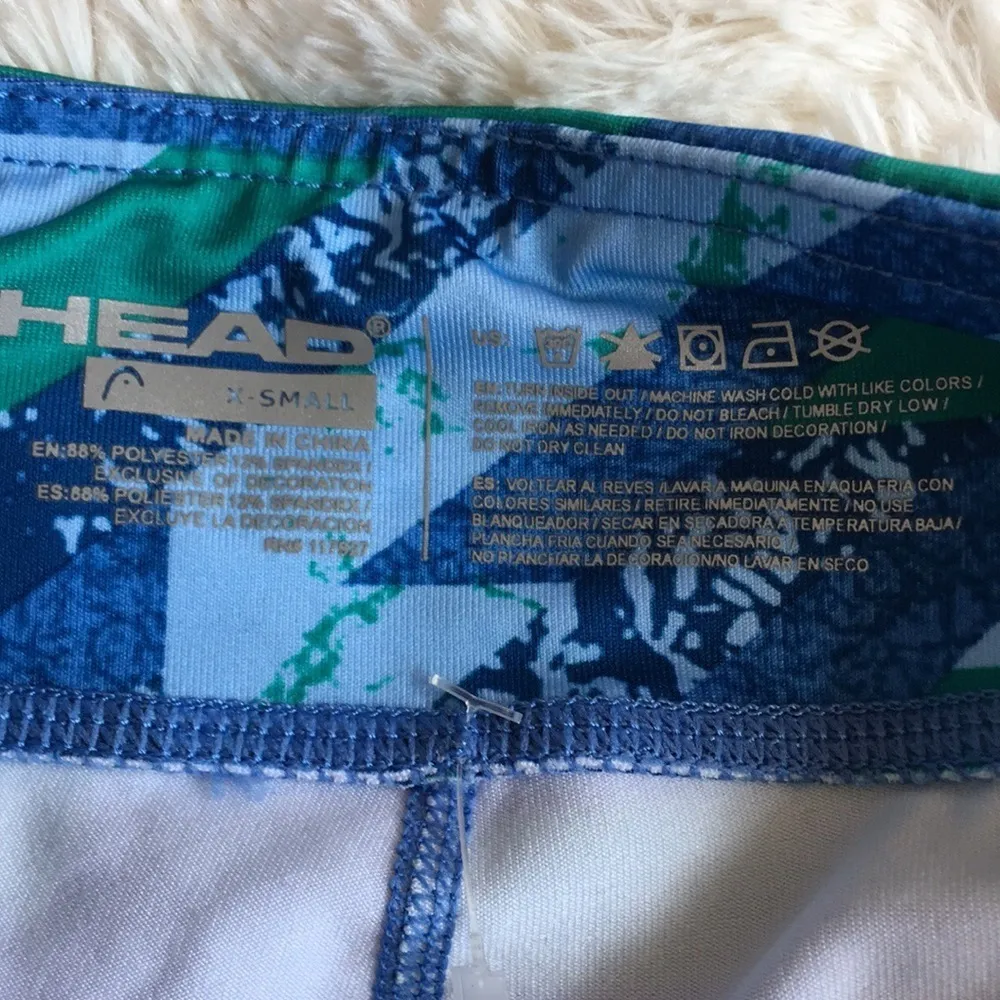 HEAD®
X-SMALL
MADE IN CHINA
EN:88% POLYESTER 12% SPANDEX /
EXCLUSIVE OF DECORATION
ES:88% POLIESTER 12% SPANDEX /
EXCLUYE LA DECORACION
RN#
US
EN: TURN INSIDE OUT / MACHINE WASH COLD WITH LIKE COLORS /
REMOVE IMMEDIATELY / DO NOT BLEACH / TUMBLE DRY LOW /
COOL IRON AS NEEDED / DO NOT IRON DECORATION /
DO NOT DRY CLEAN
ES: VOLTEAR AL REVES /LAVAR A MAQUINA EN AQUA FRIA CON
COLORES SIMILARES / RETIRE INMEDIATAMENTE / NO USE
BLANQUEADOR / SECAR EN SECADORA A TEMPERATURA BAJA /
PLANCHA FRIA CUANDO SEA NECESARIO
NO PLANCHAR LA DECORACION/NO LAVAR EN SECO